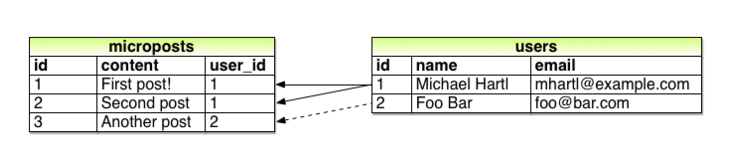 microposts
id content user_id
1 First post! 1
2 Second post 1
3 Another post 2
users
id name email
1 Michael Hartl mhartl@example.com
2 Foo Bar foo@bar.com